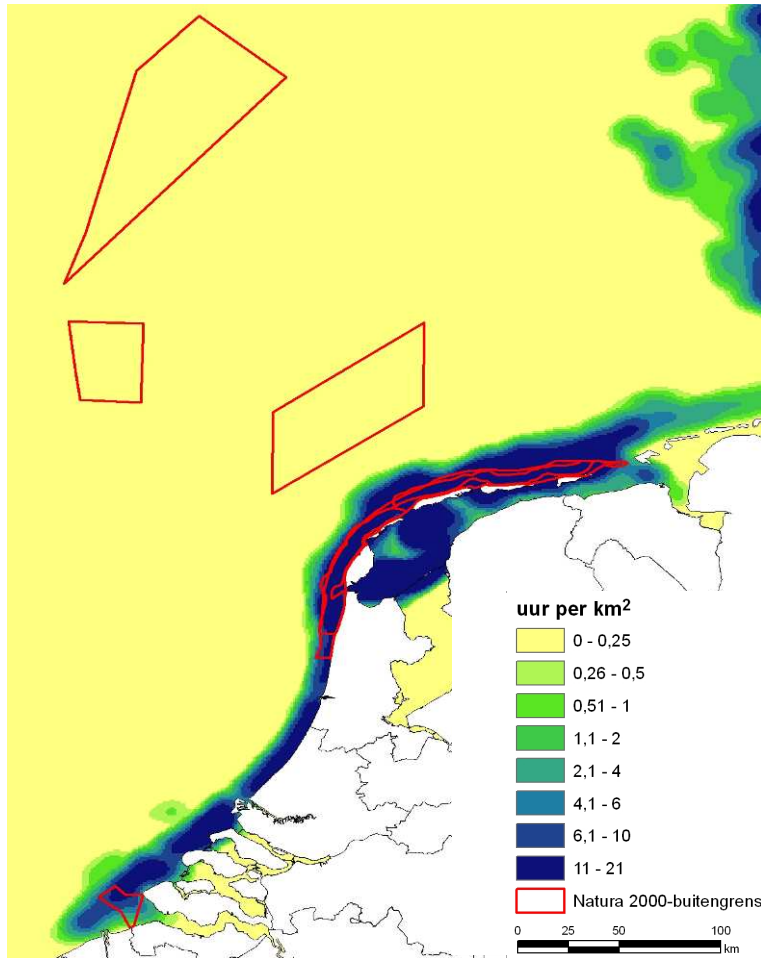 uur per km²
0 - 0,25
0,26 - 0,5
0,51 - 1
1,1 - 2
2,1 - 4
4,1 - 6
6,1 - 10
11 - 21
Natura 2000-buitengrens
0 25 50 100
km